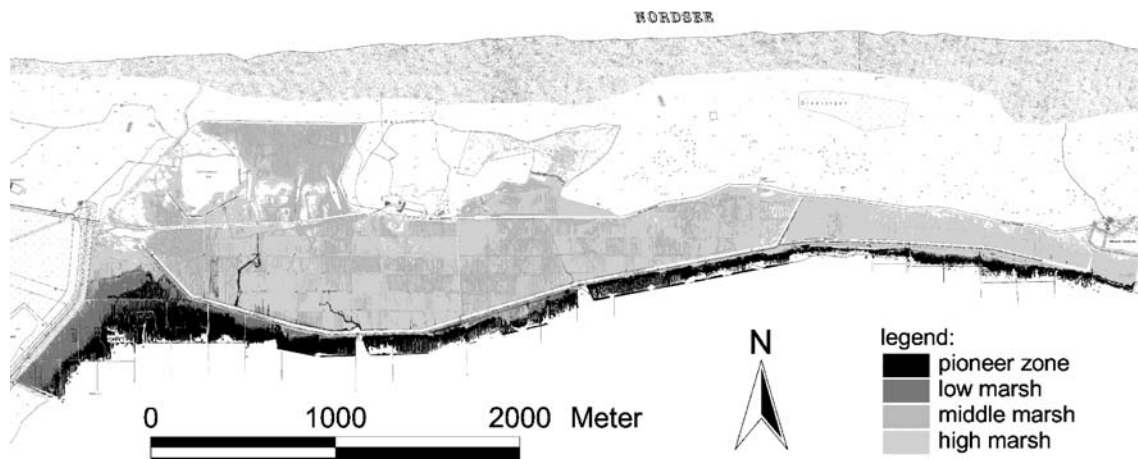 NORDSEE
N
legend:
pioneer zone
low marsh
middle marsh
high marsh
0 1000 2000 Meter